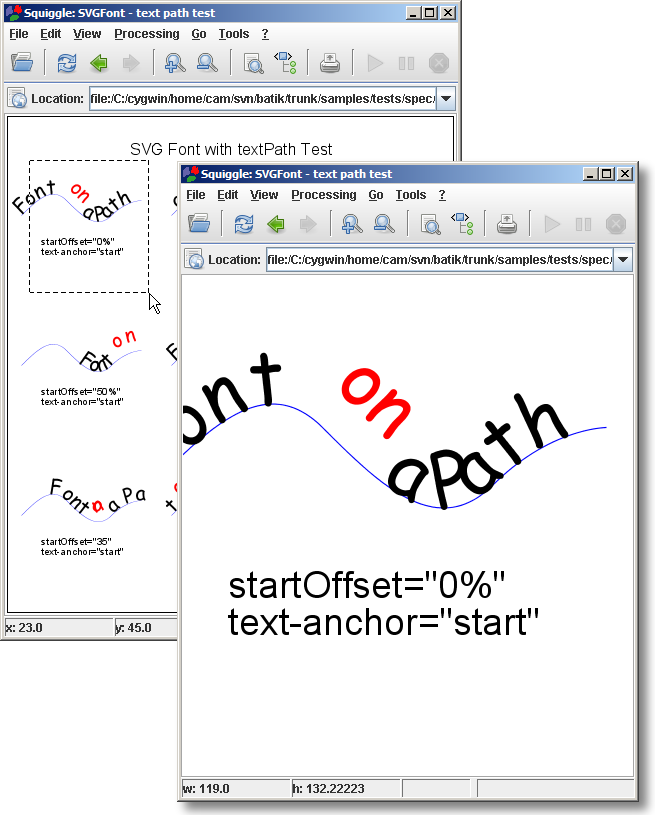 Squiggle: SVGFont - text path test
File Edit View Processing Go Tools ?
Location: file:/C:/cygwin/home/cam/svn/batik/trunk/samples/tests/spec/
SVG Font with textPath Test
Font on aPath
startOffset="0%"
text-anchor="start"
Font on
startOffset="50%"
text-anchor="start"
Font a a Pa
startOffset="35"
text-anchor="start"
x: 23.0 y: 45.0
Squiggle: SVGFont - text path test
File Edit View Processing Go Tools ?
Location: file:/C:/cygwin/home/cam/svn/batik/trunk/samples/tests/spec/
ont on aPath
startOffset="0%"
text-anchor="start"
w: 119.0 h: 132.22223